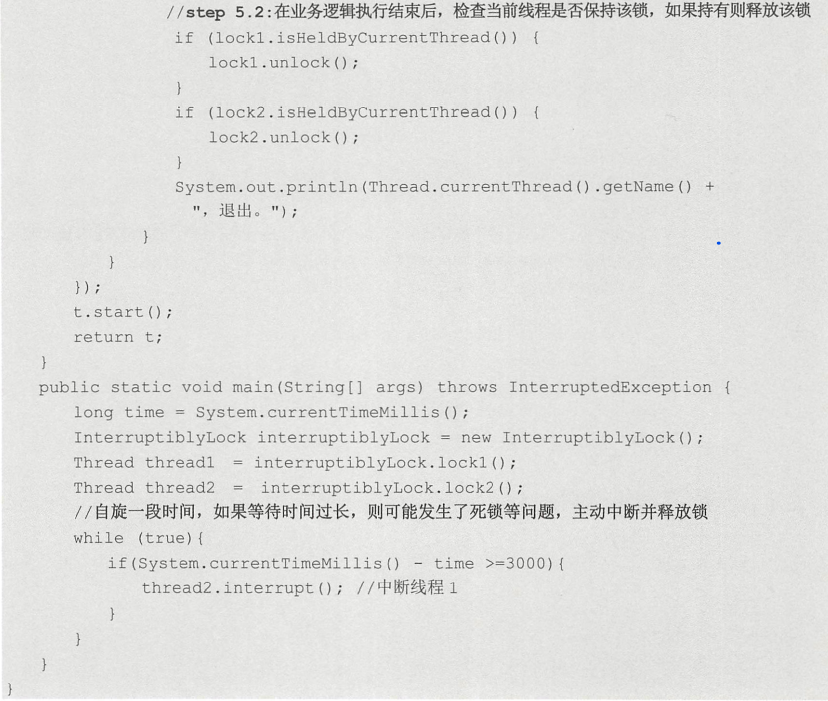 //step 5.2:在业务逻辑执行结束后，检查当前线程是否保持该锁，如果持有则释放该锁
if (lock1.isHeldByCurrentThread()) {
lock1.unlock();
}
if (lock2.isHeldByCurrentThread()) {
lock2.unlock();
}
System.out.println(Thread.currentThread().getName() +
"，退出。");
}
}
});
t.start();
return t;
}
public static void main(String[] args) throws InterruptedException {
long time = System.currentTimeMillis();
InterruptiblyLock interruptiblyLock = new InterruptiblyLock();
Thread thread1 = interruptiblyLock.lock1();
Thread thread2 = interruptiblyLock.lock2();
//自旋一段时间，如果等待时间过长，则可能发生了死锁等问题，主动中断并释放锁
while (true){
if(System.currentTimeMillis() - time >=3000){
thread2.interrupt(); //中断线程1
}
}
}
}